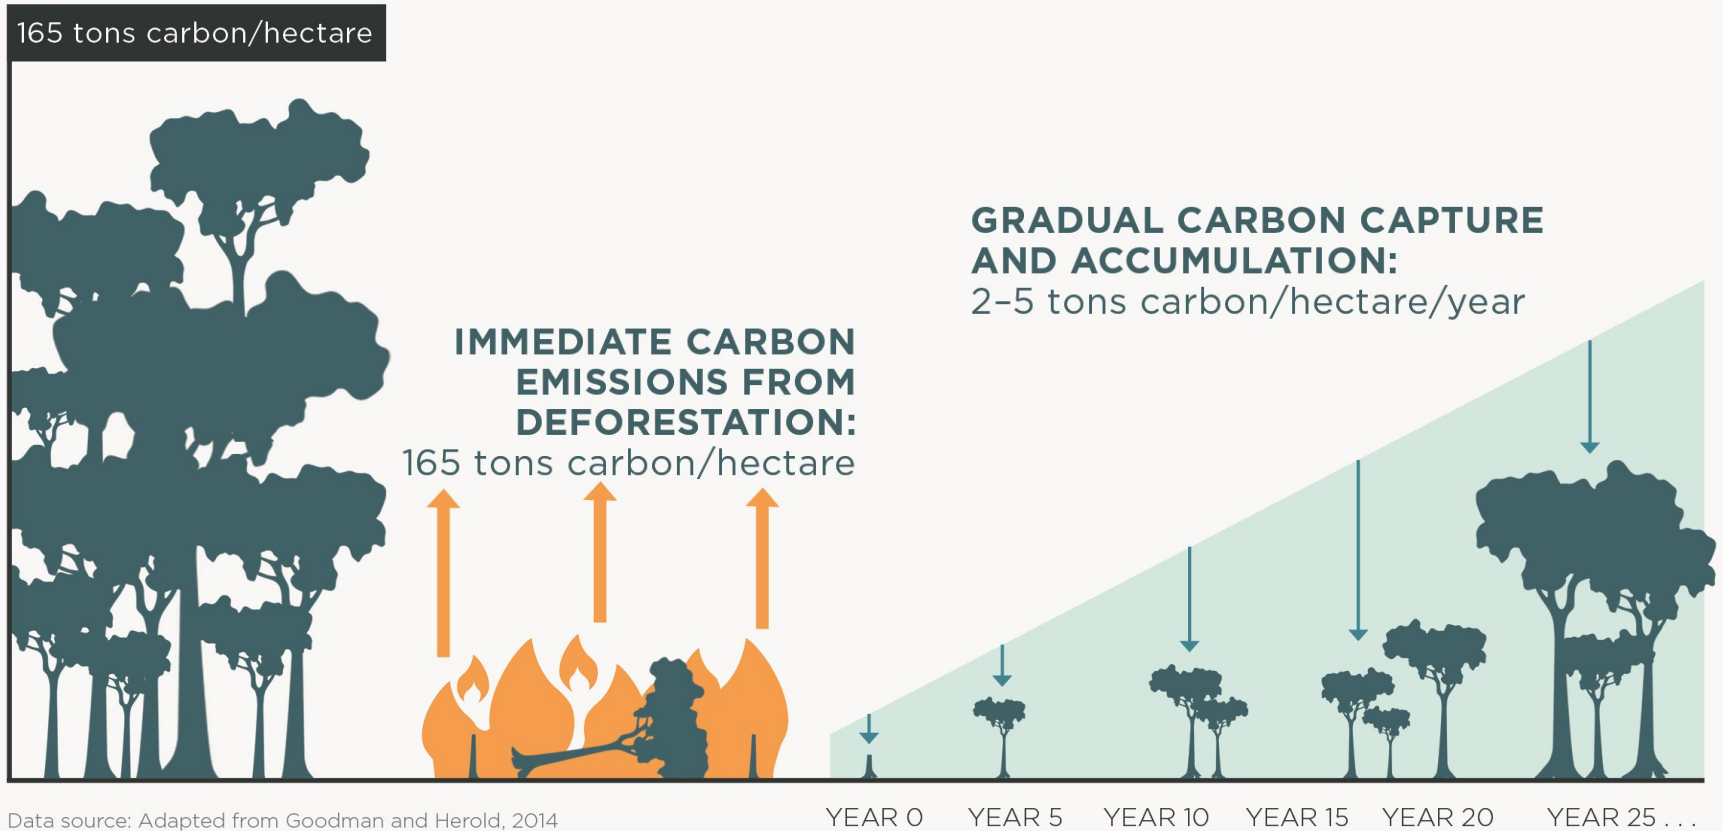 165 tons carbon/hectare
IMMEDIATE CARBON
EMISSIONS FROM
DEFORESTATION:
165 tons carbon/hectare
GRADUAL CARBON CAPTURE
AND ACCUMULATION:
2–5 tons carbon/hectare/year
YEAR 0 YEAR 5 YEAR 10 YEAR 15 YEAR 20 YEAR 25 . . .
Data source: Adapted from Goodman and Herold, 2014